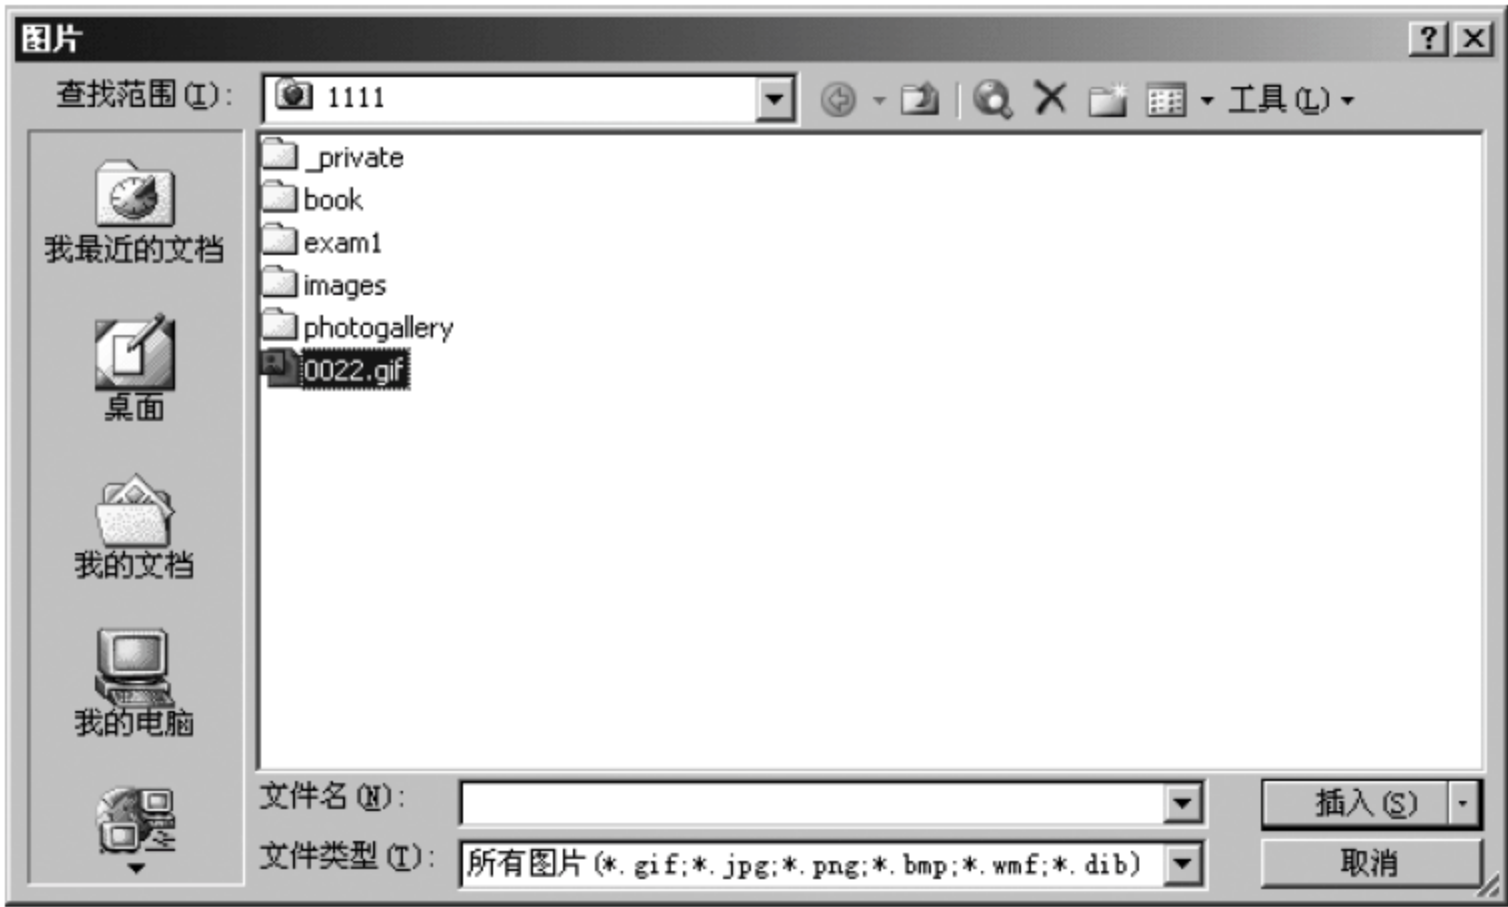 图片
查找范围(I): 1111 工具(L)
_private
book
exam1
images
photogallery
0022.gif
我最近的文档
桌面
我的文档
我的电脑
文件名(N): 插入(S)
文件类型(T): 所有图片(*.gif;*.jpg;*.png;*.bmp;*.wmf;*.dib) 取消